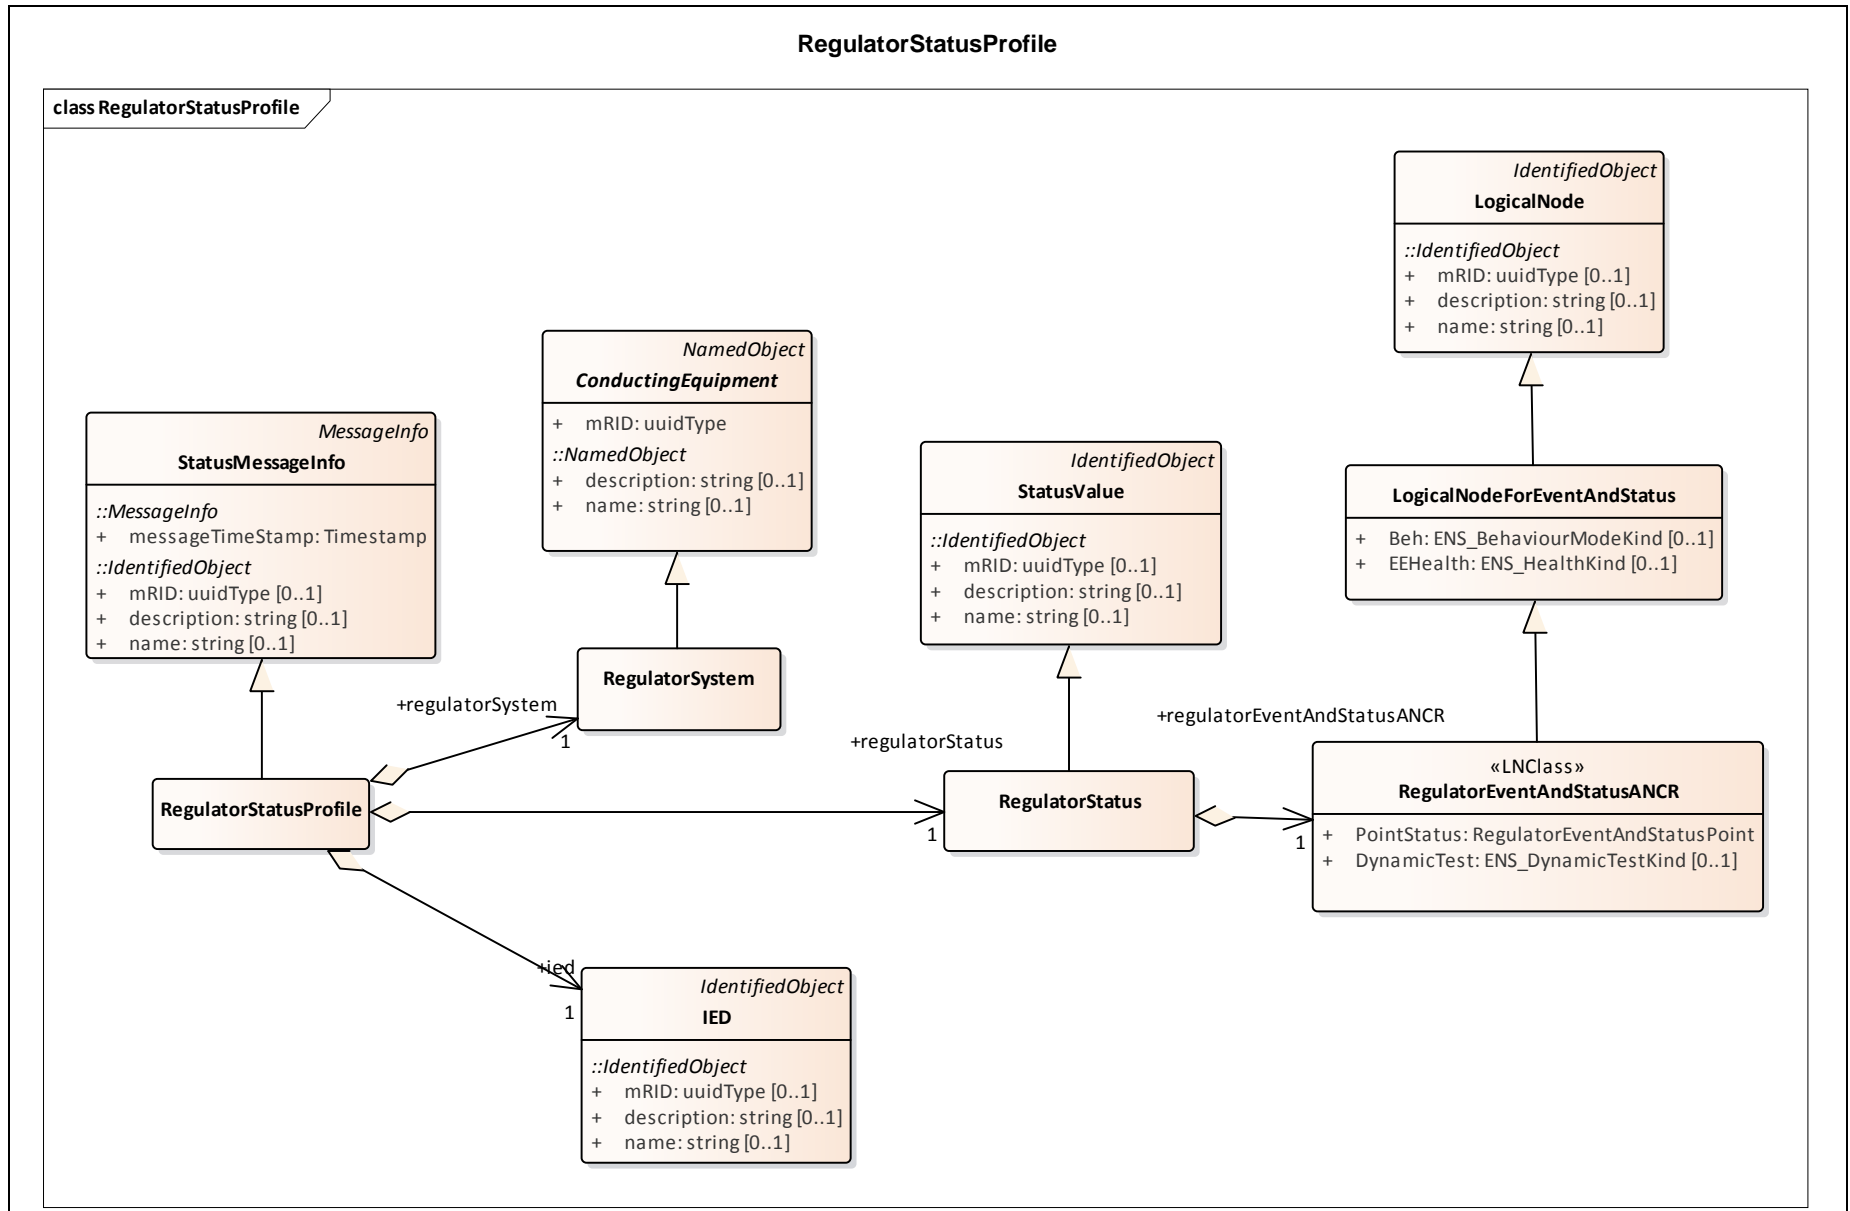 RegulatorStatusProfile
class RegulatorStatusProfile
IdentifiedObject
LogicalNode
::IdentifiedObject
+ mRID: uuidType [0..1]
+ description: string [0..1]
+ name: string [0..1]
NamedObject
ConductingEquipment
+ mRID: uuidType
::NamedObject
+ description: string [0..1]
+ name: string [0..1]
MessageInfo
StatusMessageInfo
::MessageInfo
+ messageTimeStamp: Timestamp
::IdentifiedObject
+ mRID: uuidType [0..1]
+ description: string [0..1]
+ name: string [0..1]
IdentifiedObject
StatusValue
::IdentifiedObject
+ mRID: uuidType [0..1]
+ description: string [0..1]
+ name: string [0..1]
LogicalNodeForEventAndStatus
+ Beh: ENS_BehaviourModeKind [0..1]
+ EEHealth: ENS_HealthKind [0..1]
RegulatorSystem
+regulatorSystem
1
+regulatorStatus
+regulatorEventAndStatusANCR
RegulatorStatusProfile
RegulatorStatus
1
«LNClass»
RegulatorEventAndStatusANCR
+ PointStatus: RegulatorEventAndStatusPoint
+ DynamicTest: ENS_DynamicTestKind [0..1]
1
+ied
1
IdentifiedObject
IED
::IdentifiedObject
+ mRID: uuidType [0..1]
+ description: string [0..1]
+ name: string [0..1]